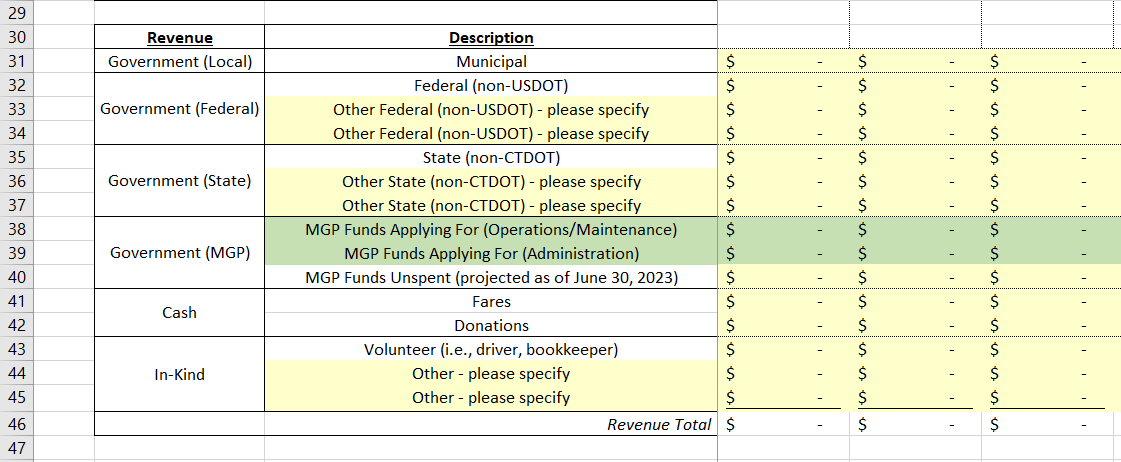 29
30 Revenue Description
31 Government (Local) Municipal $ - $ - $ -
32 Federal (non-USDOT) $ - $ - $ -
33 Government (Federal) Other Federal (non-USDOT) - please specify $ - $ - $ -
34 Other Federal (non-USDOT) - please specify $ - $ - $ -
35 State (non-CTDOT) $ - $ - $ -
36 Government (State) Other State (non-CTDOT) - please specify $ - $ - $ -
37 Other State (non-CTDOT) - please specify $ - $ - $ -
38 MGP Funds Applying For (Operations/Maintenance) $ - $ - $ -
39 Government (MGP) MGP Funds Applying For (Administration) $ - $ - $ -
40 MGP Funds Unspent (projected as of June 30, 2023) $ - $ - $ -
41 Fares $ - $ - $ -
Cash
42 Donations $ - $ - $ -
43 Volunteer (i.e., driver, bookkeeper) $ - $ - $ -
44 In-Kind Other - please specify $ - $ - $ -
45 Other - please specify $ - $ - $ -
46 Revenue Total $ - $ - $ -
47